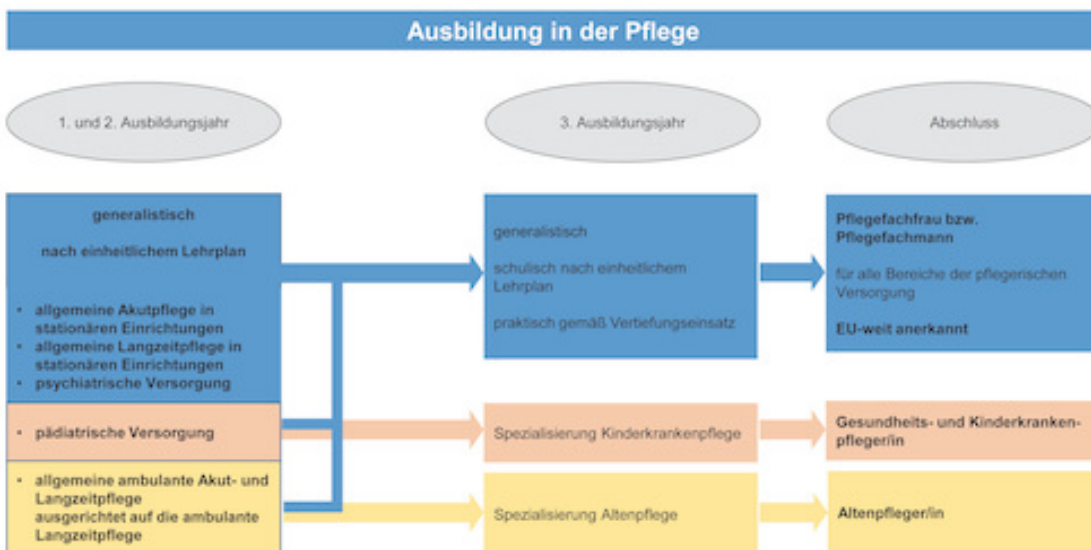 Ausbildung in der Pflege
1. und 2. Ausbildungsjahr
3. Ausbildungsjahr
Abschluss
generalistisch
nach einheitlichem Lehrplan
• allgemeine Akutpflege in
stationären Einrichtungen
• allgemeine Langzeitpflege in
stationären Einrichtungen
• psychiatrische Versorgung
generalistisch
schulisch nach einheitlichem
Lehrplan
praktisch gemäß Vertiefungseinsatz
Pflegefachfrau bzw.
Pflegefachmann
für alle Bereiche der pflegerischen
Versorgung
EU-weit anerkannt
• pädiatrische Versorgung
Spezialisierung Kinderkrankenpflege
Gesundheits- und Kinderkranken-
pfleger/in
• allgemeine ambulante Akut- und
Langzeitpflege
ausgerichtet auf die ambulante
Langzeitpflege
Spezialisierung Altenpflege
Altenpfleger/in